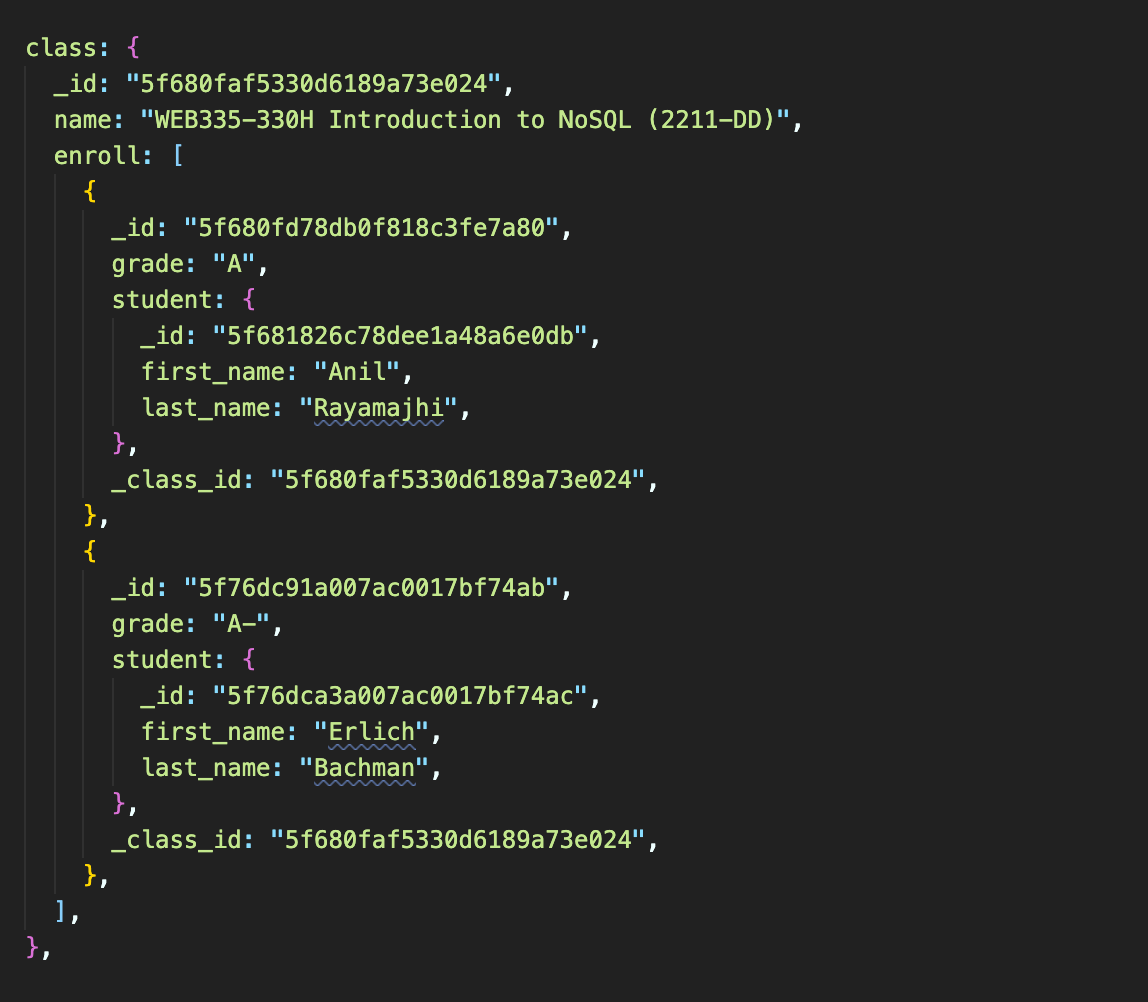 class: {
_id: "5f680faf5330d6189a73e024",
name: "WEB335-330H Introduction to NoSQL (2211-DD)",
enroll: [
{
_id: "5f680fd78db0f818c3fe7a80",
grade: "A",
student: {
_id: "5f681826c78dee1a48a6e0db",
first_name: "Anil",
last_name: "Rayamajhi",
},
_class_id: "5f680faf5330d6189a73e024",
},
{
_id: "5f76dc91a007ac0017bf74ab",
grade: "A-",
student: {
_id: "5f76dca3a007ac0017bf74ac",
first_name: "Erlich",
last_name: "Bachman",
},
_class_id: "5f680faf5330d6189a73e024",
},
],
},